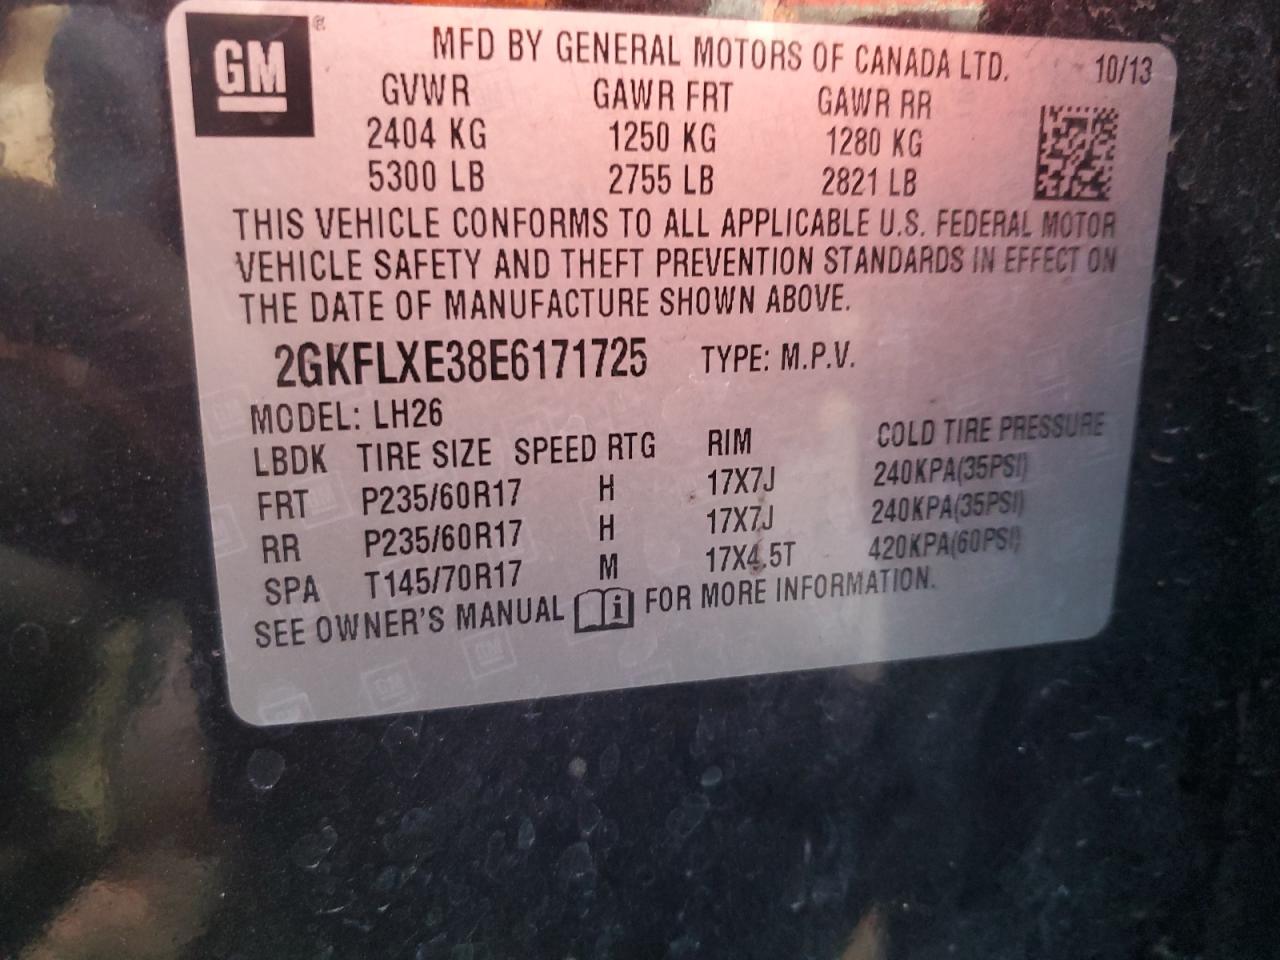 GM ®
MFD BY GENERAL MOTORS OF CANADA LTD. 10/13
GVWR GAWR FRT GAWR RR
2404 KG 1250 KG 1280 KG
5300 LB 2755 LB 2821 LB
THIS VEHICLE CONFORMS TO ALL APPLICABLE U.S. FEDERAL MOTOR
VEHICLE SAFETY AND THEFT PREVENTION STANDARDS IN EFFECT ON
THE DATE OF MANUFACTURE SHOWN ABOVE.
2GKFLXE38E6171725 TYPE: M.P.V.
MODEL: LH26
LBDK TIRE SIZE SPEED RTG RIM COLD TIRE PRESSURE
FRT P235/60R17 H 17X7J 240KPA(35PSI)
RR P235/60R17 H 17X7J 240KPA(35PSI)
SPA T145/70R17 M 17X4.5T 420KPA(60PSI)
SEE OWNER'S MANUAL i FOR MORE INFORMATION.